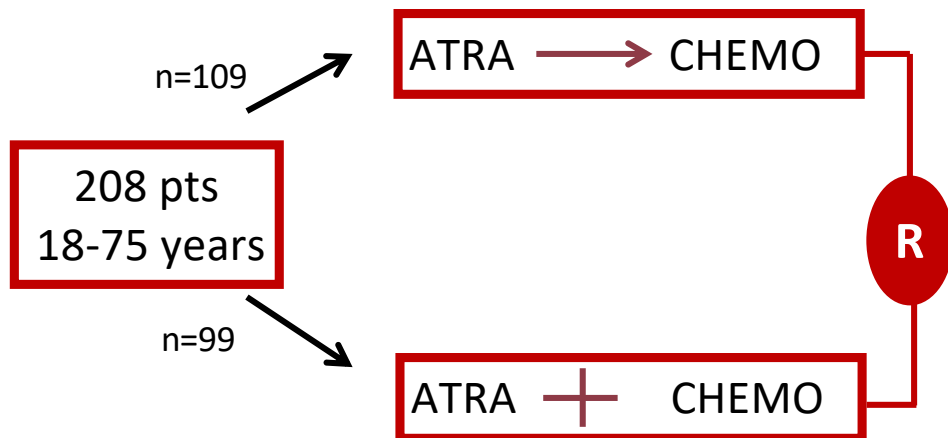 n=109
ATRA → CHEMO
208 pts
18-75 years
R
n=99
ATRA + CHEMO